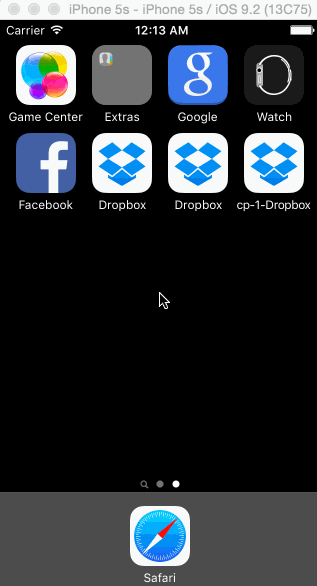 iPhone 5s - iPhone 5s / iOS 9.2 (13C75)
Carrier 12:13 AM
Game Center Extras Google Watch
Facebook Dropbox Dropbox cp-1-Dropbox
Safari